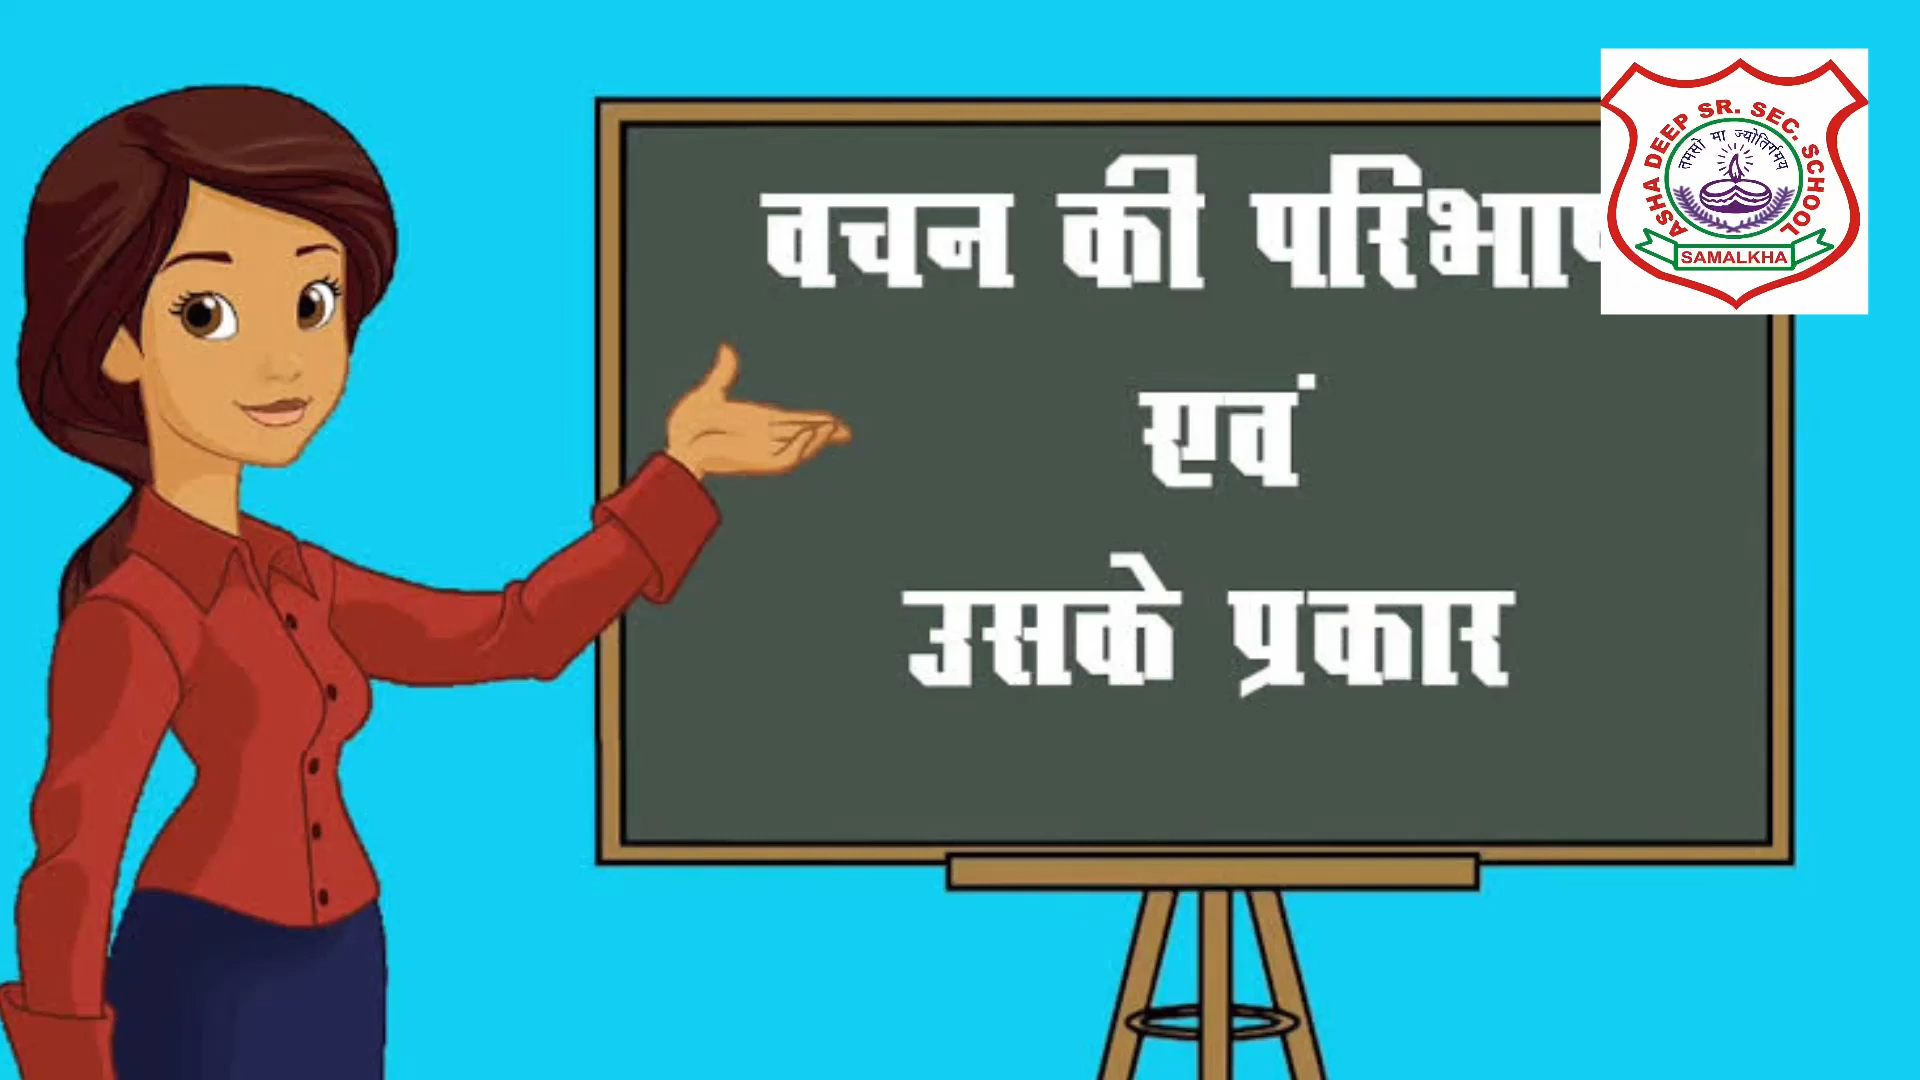 वचन की
एवं
उसके प्रकार
ASHA DEEP SR. SEC. SCHOOL
तमसो मा ज्योतिर्गमय
SAMALKHA